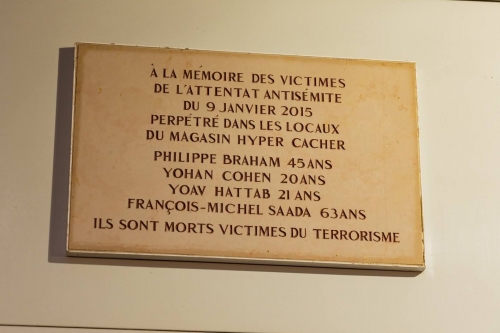 À LA MÉMOIRE DES VICTIMES
DE L'ATTENTAT ANTISÉMITE
DU 9 JANVIER 2015
PERPÉTRÉ DANS LES LOCAUX
DU MAGASIN HYPER CACHER
PHILIPPE BRAHAM 45 ANS
YOHAN COHEN 20 ANS
YOAV HATTAB 21 ANS
FRANÇOIS-MICHEL SAADA 63 ANS
ILS SONT MORTS VICTIMES DU TERRORISME